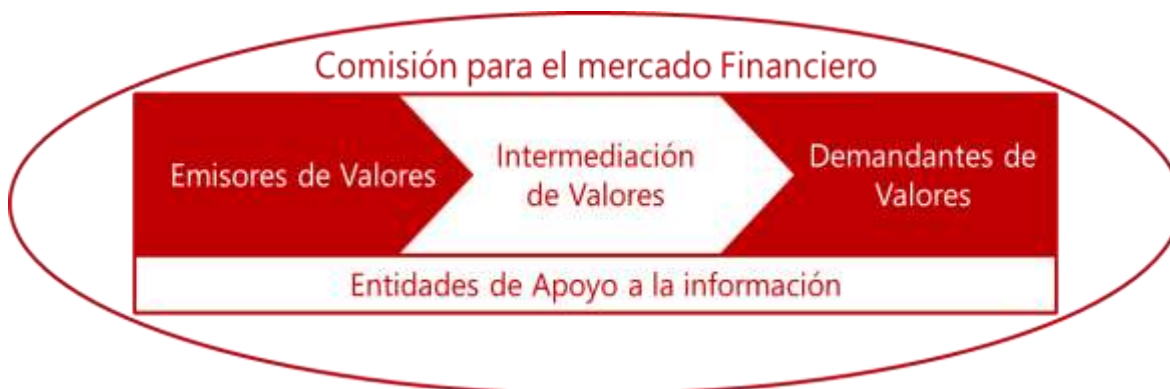 Comisión para el mercado Financiero
Emisores de Valores
Intermediación
de Valores
Demandantes de
Valores
Entidades de Apoyo a la información